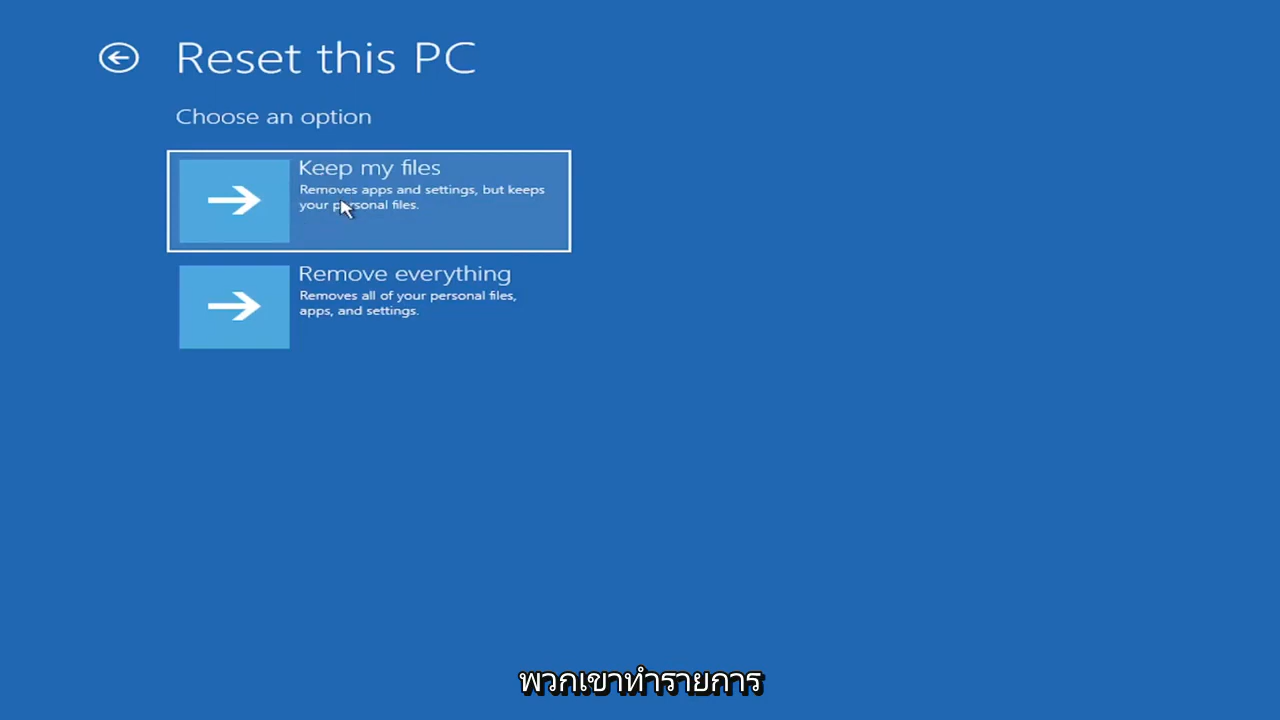 Reset this PC
Choose an option
Keep my files
Removes apps and settings, but keeps
your personal files.
Remove everything
Removes all of your personal files,
apps, and settings.
พวกเขาทำรายการ